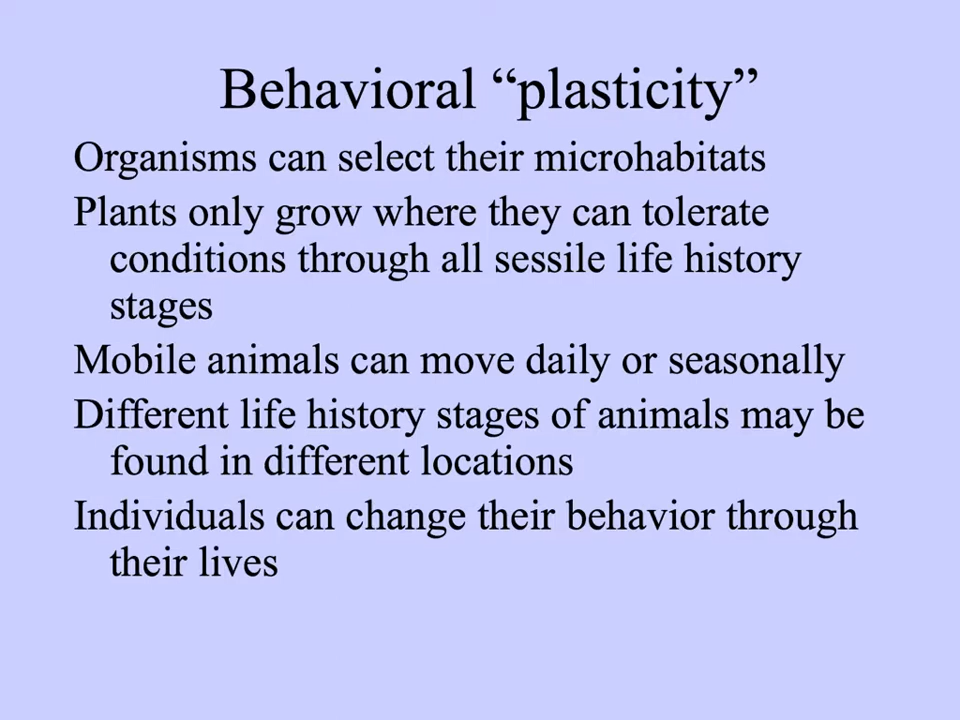 Behavioral “plasticity”
Organisms can select their microhabitats
Plants only grow where they can tolerate
conditions through all sessile life history
stages
Mobile animals can move daily or seasonally
Different life history stages of animals may be
found in different locations
Individuals can change their behavior through
their lives